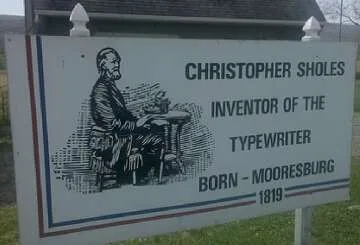 CHRISTOPHER SHOLES
INVENTOR OF THE
TYPEWRITER
BORN - MOORESBURG
1819